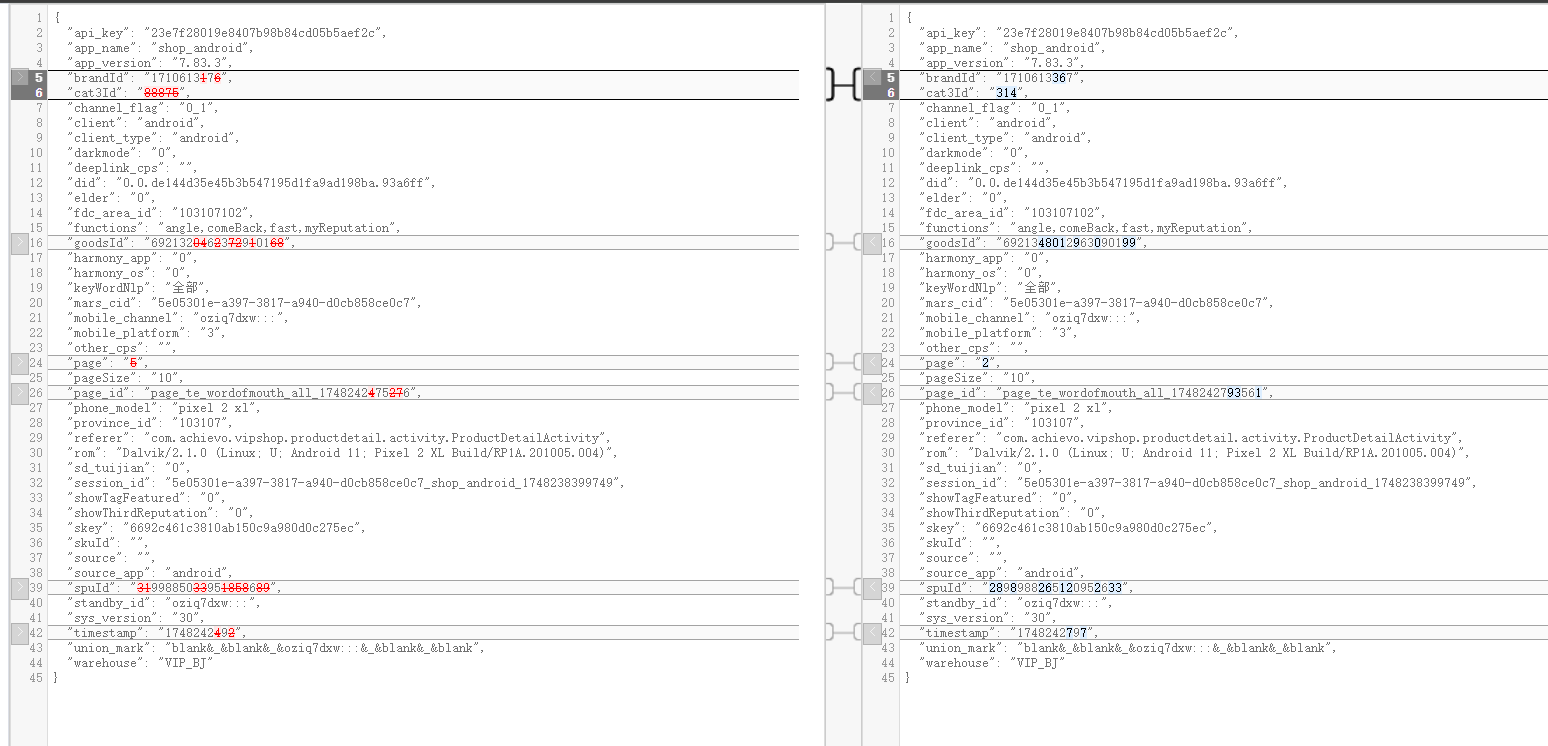 1 {
2 "api_key": "23e7f28019e8407b98b84cd05b5aef2c",
3 "app_name": "shop_android",
4 "app_version": "7.83.3",
5 "brandId": "1710613176",
6 "cat3Id": "88875",
7 "channel_flag": "0_1",
8 "client": "android",
9 "client_type": "android",
10 "darkmode": "0",
11 "deeplink_cps": "",
12 "did": "0.0.de144d35e45b3b547195d1fa9ad198ba.93a6ff",
13 "elder": "0",
14 "fdc_area_id": "103107102",
15 "functions": "angle,comeBack,fast,myReputation",
16 "goodsId": "6921320462372910168",
17 "harmony_app": "0",
18 "harmony_os": "0",
19 "keyWordNlp": "全部",
20 "mars_cid": "5e05301e-a397-3817-a940-d0cb858ce0c7",
21 "mobile_channel": "oziq7dxw:::",
22 "mobile_platform": "3",
23 "other_cps": "",
24 "page": "5",
25 "pageSize": "10",
26 "page_id": "page_te_wordofmouth_all_1748242475276",
27 "phone_model": "pixel 2 xl",
28 "province_id": "103107",
29 "referer": "com.achievo.vipshop.productdetail.activity.ProductDetailActivity",
30 "rom": "Dalvik/2.1.0 (Linux; U; Android 11; Pixel 2 XL Build/RP1A.201005.004)",
31 "sd_tuijian": "0",
32 "session_id": "5e05301e-a397-3817-a940-d0cb858ce0c7_shop_android_1748238399749",
33 "showTagFeatured": "0",
34 "showThirdReputation": "0",
35 "skey": "6692c461c3810ab150c9a980d0c275ec",
36 "skuId": "",
37 "source": "",
38 "source_app": "android",
39 "spuId": "3199885033951858689",
40 "standby_id": "oziq7dxw:::",
41 "sys_version": "30",
42 "timestamp": "1748242492",
43 "union_mark": "blank&_&blank&_&oziq7dxw:::&_&blank&_&blank",
44 "warehouse": "VIP_BJ"
45 }
1 {
2 "api_key": "23e7f28019e8407b98b84cd05b5aef2c",
3 "app_name": "shop_android",
4 "app_version": "7.83.3",
5 "brandId": "1710613367",
6 "cat3Id": "314",
7 "channel_flag": "0_1",
8 "client": "android",
9 "client_type": "android",
10 "darkmode": "0",
11 "deeplink_cps": "",
12 "did": "0.0.de144d35e45b3b547195d1fa9ad198ba.93a6ff",
13 "elder": "0",
14 "fdc_area_id": "103107102",
15 "functions": "angle,comeBack,fast,myReputation",
16 "goodsId": "6921348012963090199",
17 "harmony_app": "0",
18 "harmony_os": "0",
19 "keyWordNlp": "全部",
20 "mars_cid": "5e05301e-a397-3817-a940-d0cb858ce0c7",
21 "mobile_channel": "oziq7dxw:::",
22 "mobile_platform": "3",
23 "other_cps": "",
24 "page": "2",
25 "pageSize": "10",
26 "page_id": "page_te_wordofmouth_all_1748242793561",
27 "phone_model": "pixel 2 xl",
28 "province_id": "103107",
29 "referer": "com.achievo.vipshop.productdetail.activity.ProductDetailActivity",
30 "rom": "Dalvik/2.1.0 (Linux; U; Android 11; Pixel 2 XL Build/RP1A.201005.004)",
31 "sd_tuijian": "0",
32 "session_id": "5e05301e-a397-3817-a940-d0cb858ce0c7_shop_android_1748238399749",
33 "showTagFeatured": "0",
34 "showThirdReputation": "0",
35 "skey": "6692c461c3810ab150c9a980d0c275ec",
36 "skuId": "",
37 "source": "",
38 "source_app": "android",
39 "spuId": "2898988265120952633",
40 "standby_id": "oziq7dxw:::",
41 "sys_version": "30",
42 "timestamp": "1748242797",
43 "union_mark": "blank&_&blank&_&oziq7dxw:::&_&blank&_&blank",
44 "warehouse": "VIP_BJ"
45 }